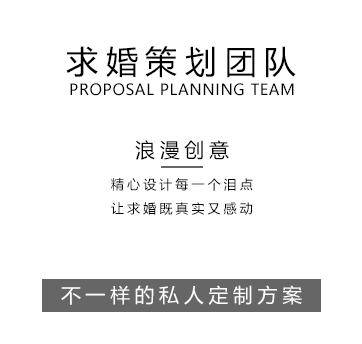 求婚策划团队
PROPOSAL PLANNING TEAM
浪漫创意
精心设计每一个泪点
让求婚既真实又感动
不一样的私人定制方案